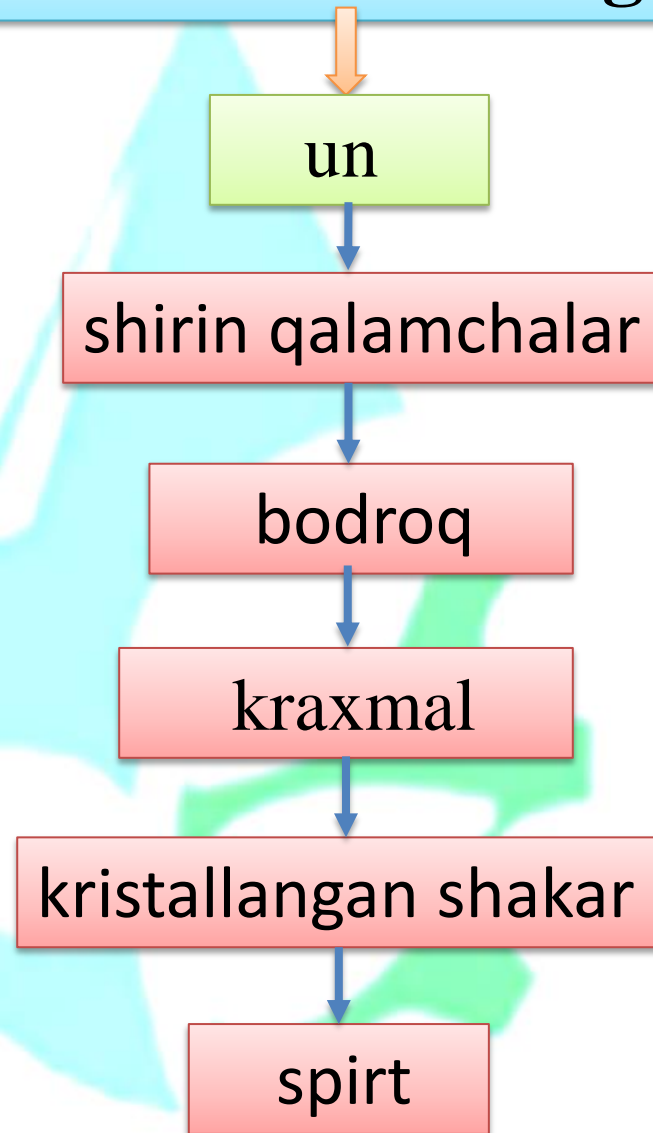 un
shirin qalamchalar
bodroq
kraxmal
kristallangan shakar
spirt